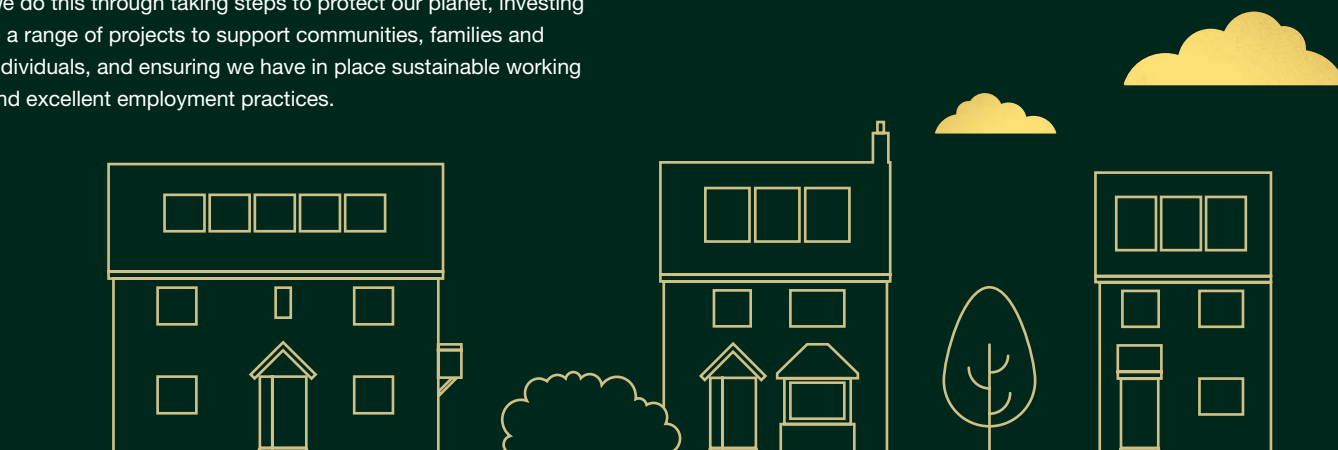 we do this through taking steps to protect our planet, investing
a range of projects to support communities, families and
dividuals, and ensuring we have in place sustainable working
nd excellent employment practices.